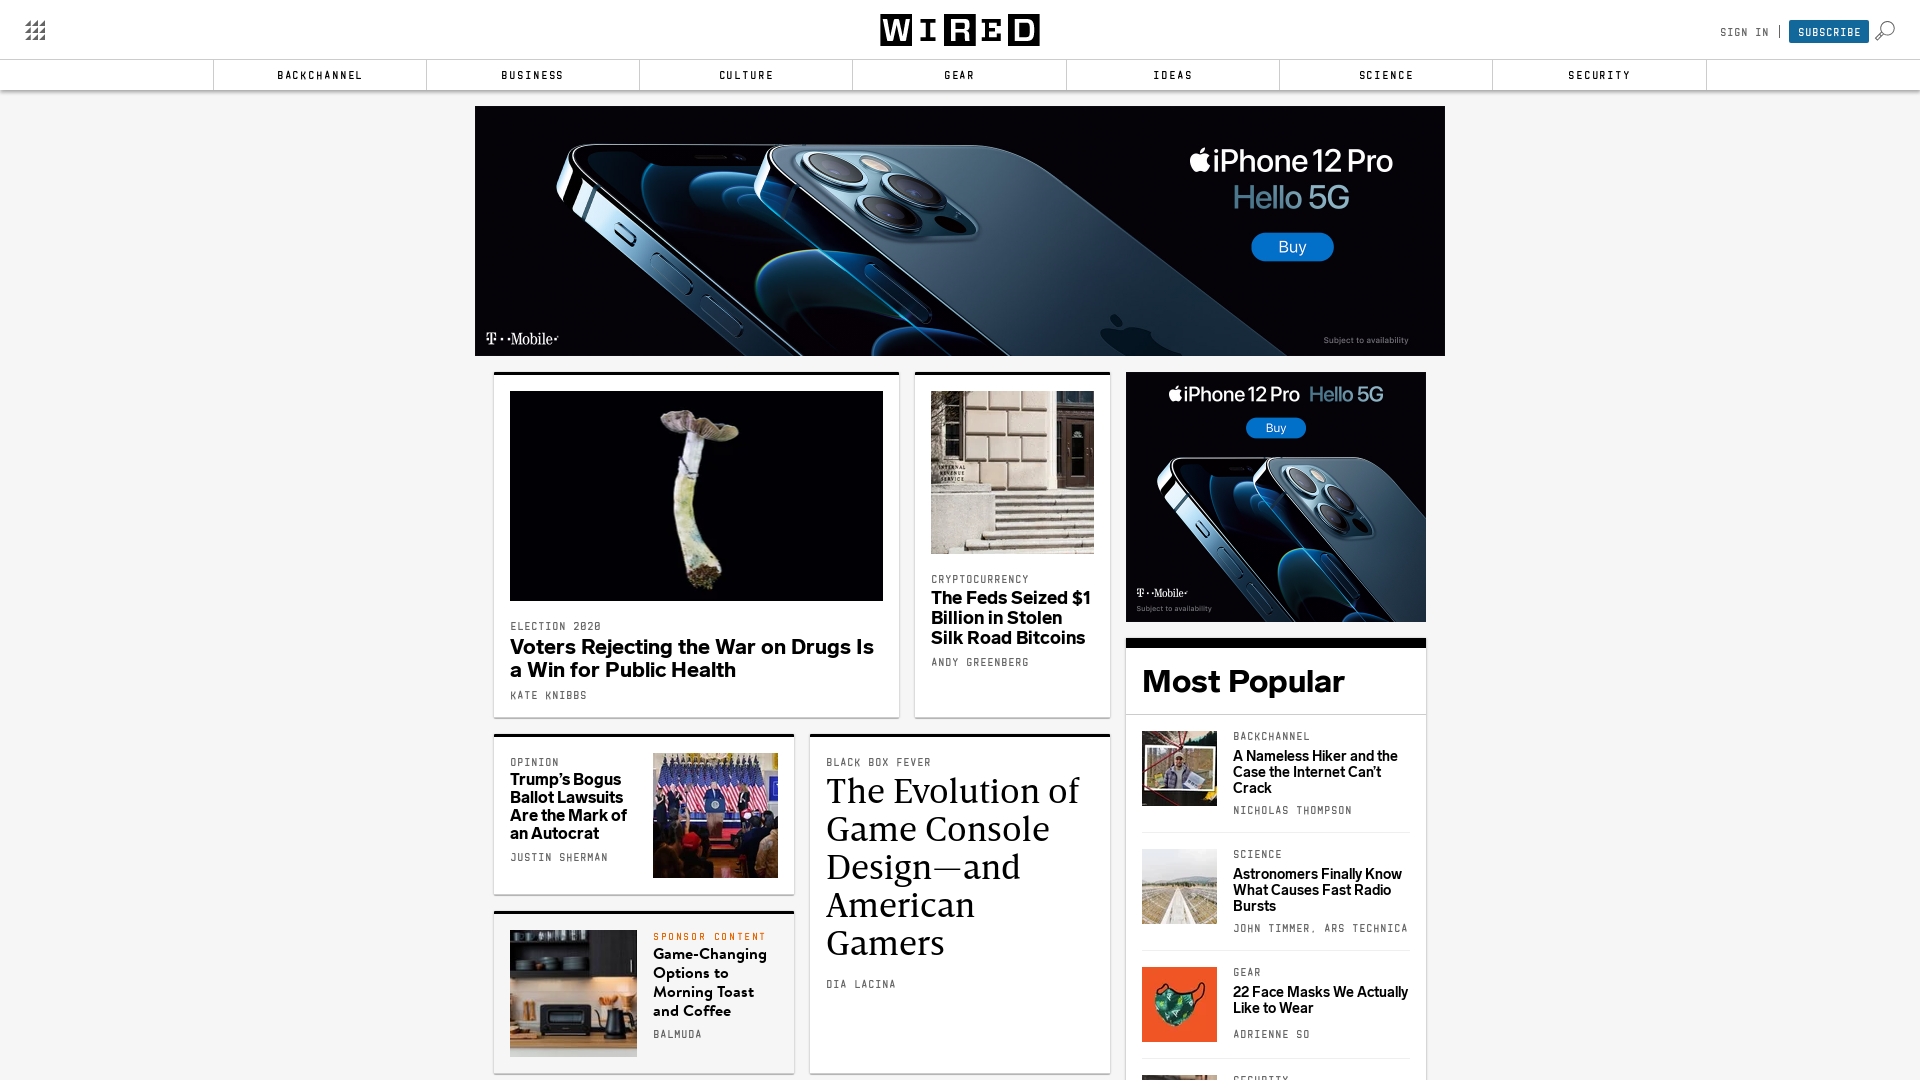 WIRED
SIGN IN
SUBSCRIBE
BACKCHANNEL
BUSINESS
CULTURE
GEAR
IDEAS
SCIENCE
SECURITY
iPhone 12 Pro
Hello 5G
Buy
T··Mobile·
Subject to availability
ELECTION 2020
Voters Rejecting the War on Drugs Is
a Win for Public Health
KATE KNIBBS
INTERNAL
REVENUE
SERVICE
CRYPTOCURRENCY
The Feds Seized $1
Billion in Stolen
Silk Road Bitcoins
ANDY GREENBERG
iPhone 12 Pro Hello 5G
Buy
T··Mobile·
Subject to availability
OPINION
Trump’s Bogus
Ballot Lawsuits
Are the Mark of
an Autocrat
JUSTIN SHERMAN
SPONSOR CONTENT
Game-Changing
Options to
Morning Toast
and Coffee
BALMUDA
BLACK BOX FEVER
The Evolution of
Game Console
Design—and
American
Gamers
DIA LACINA
Most Popular
BACKCHANNEL
A Nameless Hiker and the
Case the Internet Can’t
Crack
NICHOLAS THOMPSON
SCIENCE
Astronomers Finally Know
What Causes Fast Radio
Bursts
JOHN TIMMER, ARS TECHNICA
GEAR
22 Face Masks We Actually
Like to Wear
ADRIENNE SO
SECURITY